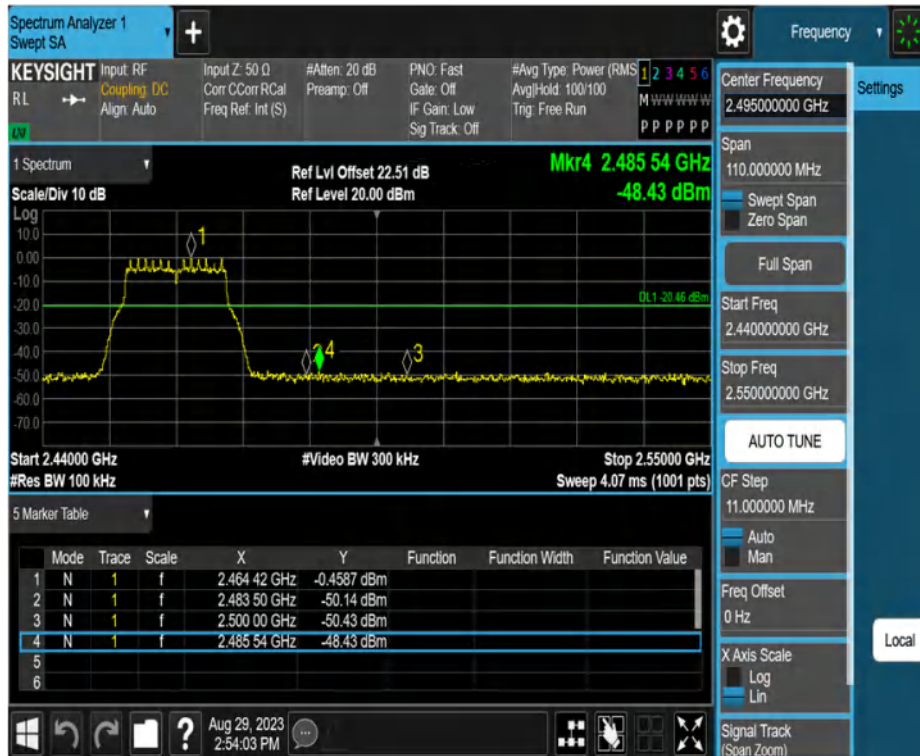 Spectrum Analyzer 1
Swept SA
+
Frequency
KEYSIGHT
RL
LNI
Input: RF
Coupling: DC
Align: Auto
Input Z: 50 Ω
Corr CCorr RCal
Freq Ref: Int (S)
#Atten: 20 dB
Preamp: Off
PNO: Fast
Gate: Off
IF Gain: Low
Sig Track: Off
#Avg Type: Power (RMS
Avg|Hold: 100/100
Trig: Free Run
1 2 3 4 5 6
M W W W W W
P P P P P P
1 Spectrum
Scale/Div 10 dB
Ref Lvl Offset 22.51 dB
Ref Level 20.00 dBm
Mkr4 2.485 54 GHz
-48.43 dBm
Log
10.0
0.00
-10.0
-20.0
-30.0
-40.0
-50.0
-60.0
-70.0
1
DL1 -20.46 dBm
4
3
Start 2.44000 GHz
#Res BW 100 kHz
#Video BW 300 kHz
Stop 2.55000 GHz
Sweep 4.07 ms (1001 pts)
5 Marker Table
Mode Trace Scale X Y Function Function Width Function Value
1 N 1 f 2.464 42 GHz -0.4587 dBm
2 N 1 f 2.483 50 GHz -50.14 dBm
3 N 1 f 2.500 00 GHz -50.43 dBm
4 N 1 f 2.485 54 GHz -48.43 dBm
5
6
?
Aug 29, 2023
2:54:03 PM
Center Frequency
2.495000000 GHz
Span
110.000000 MHz
Swept Span
Zero Span
Full Span
Start Freq
2.440000000 GHz
Stop Freq
2.550000000 GHz
AUTO TUNE
CF Step
11.000000 MHz
Auto
Man
Freq Offset
0 Hz
X Axis Scale
Log
Lin
Signal Track
(Span Zoom)
Settings
Local